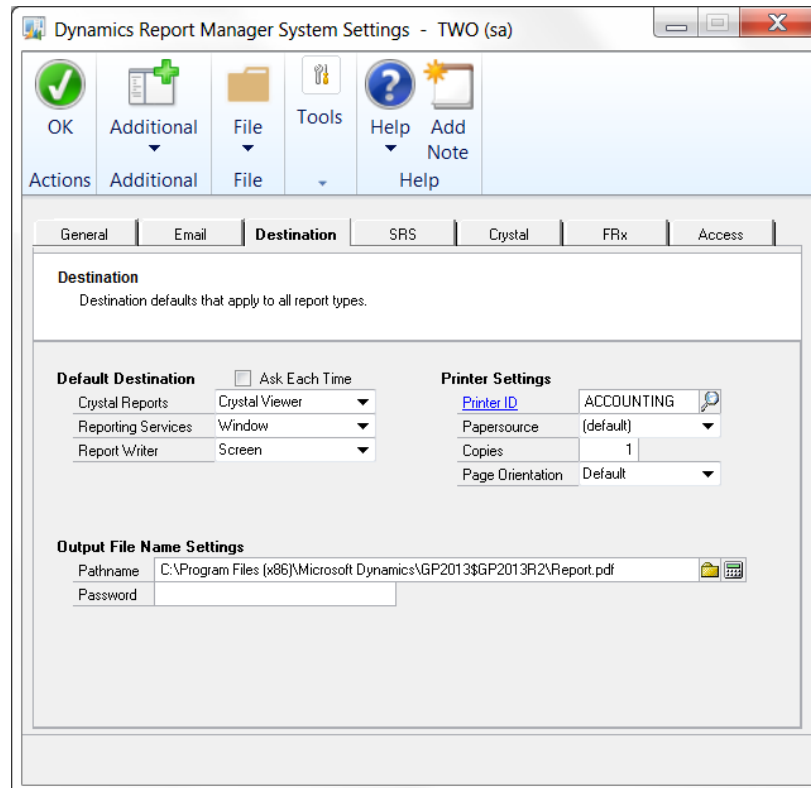 Dynamics Report Manager System Settings - TWO (sa)
OK Additional File Tools Help Add Note
Actions Additional File Help
General Email Destination SRS Crystal FRx Access
Destination
Destination defaults that apply to all report types.
Default Destination Ask Each Time Printer Settings
Crystal Reports Crystal Viewer Printer ID ACCOUNTING
Reporting Services Window Papersource (default)
Report Writer Screen Copies 1
Page Orientation Default
Output File Name Settings
Pathname C:\Program Files (x86)\Microsoft Dynamics\GP2013$GP2013R2\Report.pdf
Password